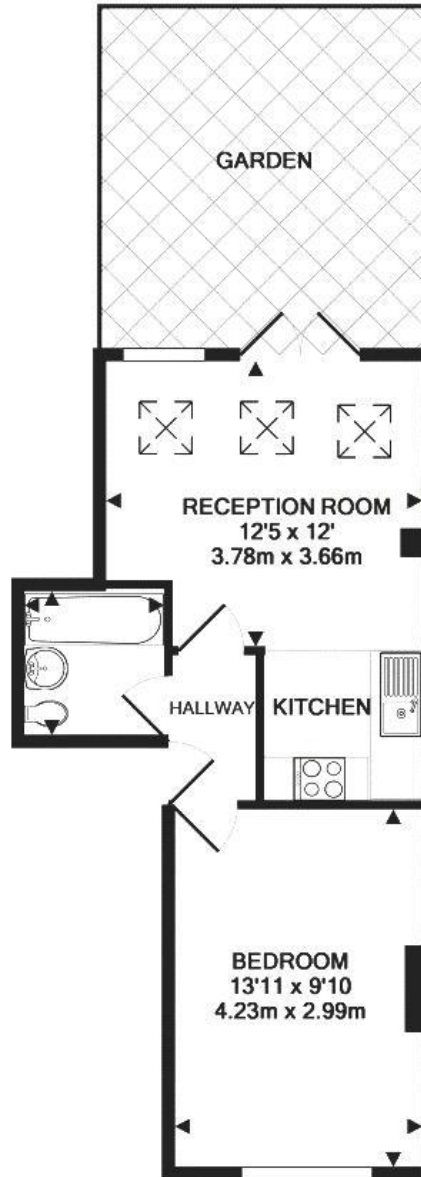 GARDEN
RECEPTION ROOM
12'5 x 12'
3.78m x 3.66m
HALLWAY
KITCHEN
BEDROOM
13'11 x 9'10
4.23m x 2.99m